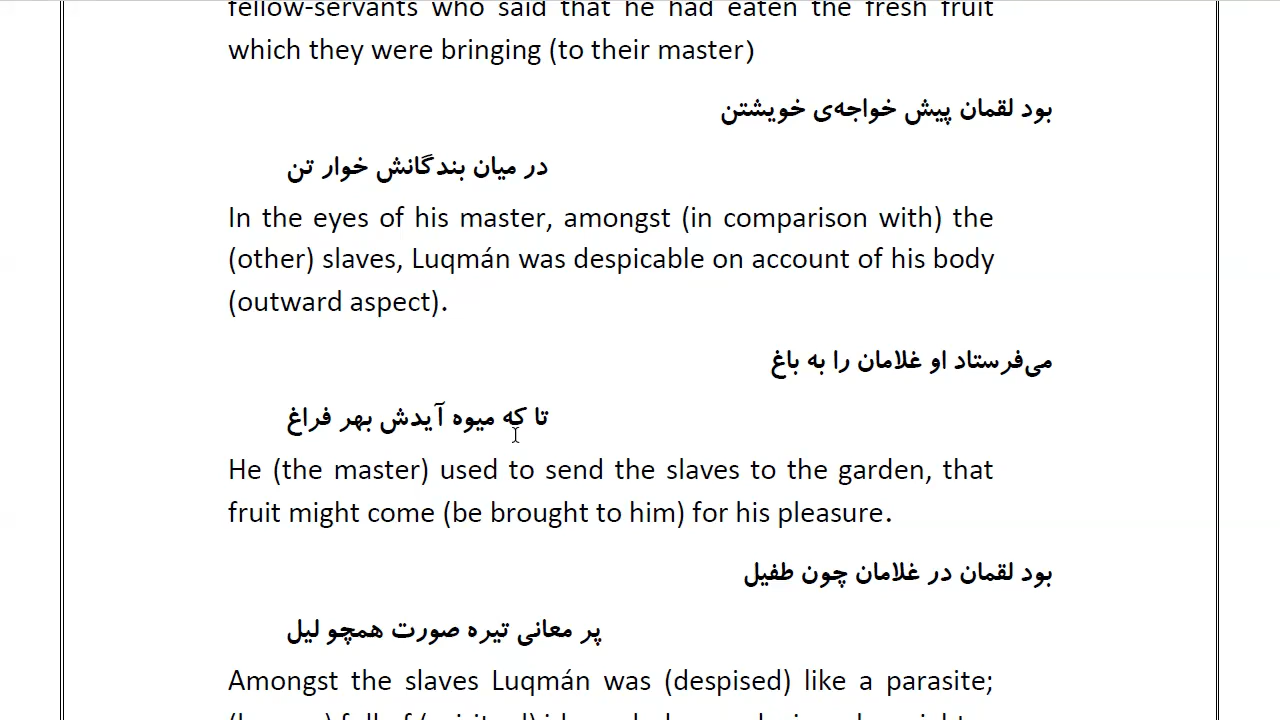 fellow-servants who said that he had eaten the fresh fruit
which they were bringing (to their master)
بود لقمان پیش خواجه‌ی خویشتن
در میان بندگانش خوار تن
In the eyes of his master, amongst (in comparison with) the
(other) slaves, Luqmán was despicable on account of his body
(outward aspect).
می‌فرستاد او غلامان را به باغ
تا که میوه آیدش بهر فراغ
He (the master) used to send the slaves to the garden, that
fruit might come (be brought to him) for his pleasure.
بود لقمان در غلامان چون طفیل
پر معانی تیره صورت همچو لیل
Amongst the slaves Luqmán was (despised) like a parasite;